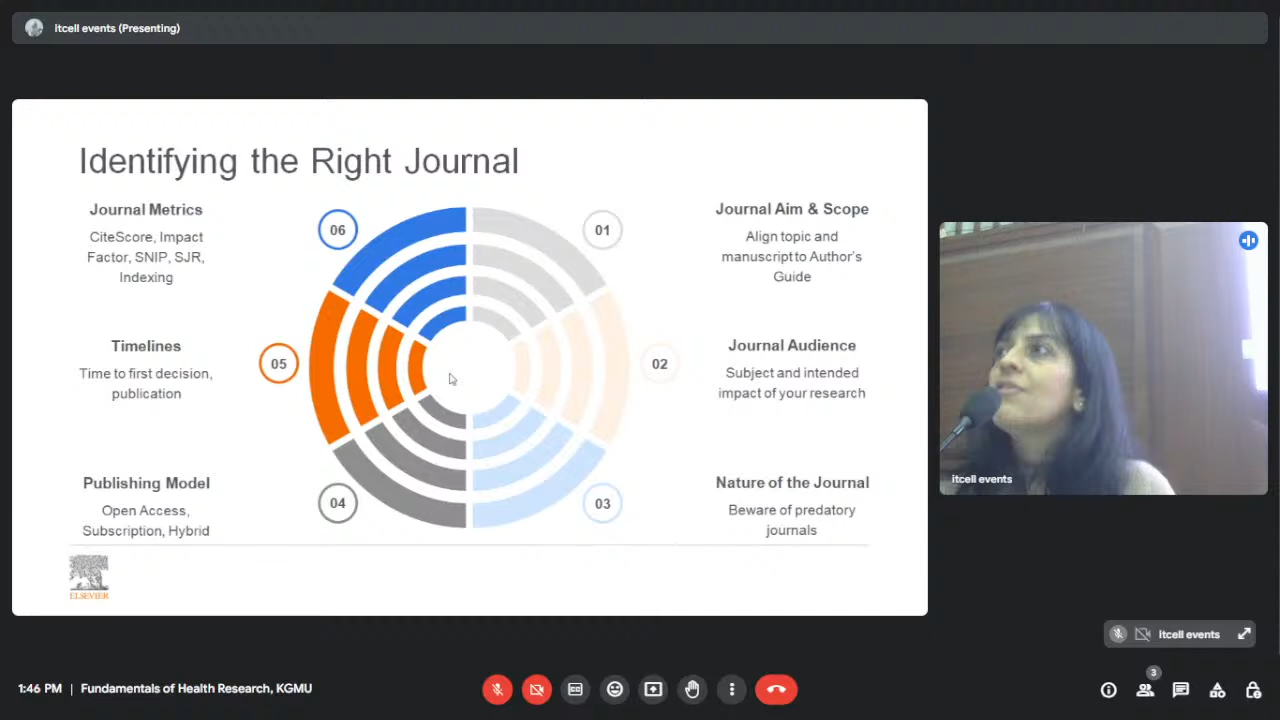 itcell events (Presenting)
Identifying the Right Journal
Journal Metrics
CiteScore, Impact
Factor, SNIP, SJR,
Indexing
06
01
Journal Aim & Scope
Align topic and
manuscript to Author's
Guide
Timelines
Time to first decision,
publication
05
02
Journal Audience
Subject and intended
impact of your research
Publishing Model
Open Access,
Subscription, Hybrid
04
03
Nature of the Journal
Beware of predatory
journals
ELSEVIER
itcell events
itcell events
1:46 PM | Fundamentals of Health Research, KGMU
3